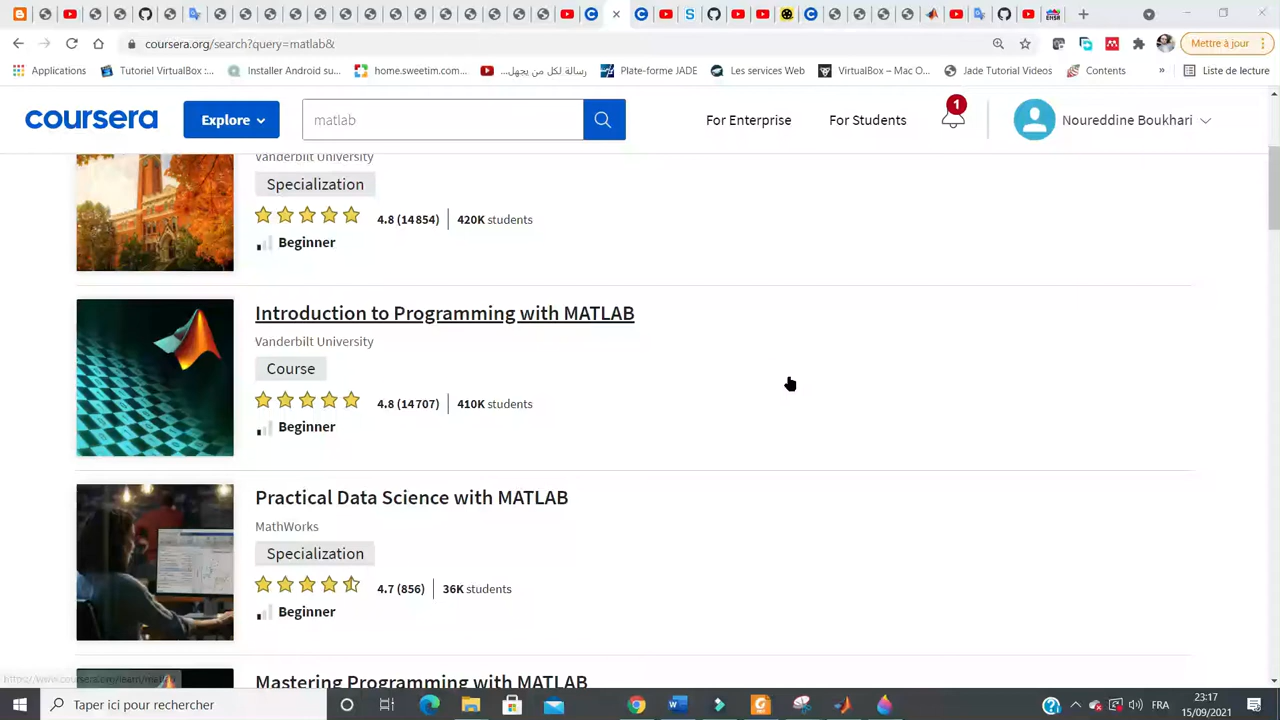 coursera.org/search?query=matlab&
Mettre à jour
Applications
Tutoriel VirtualBox :...
Installer Android su...
home.sweetim.com...
رسالة لكل من يجهل...
Plate-forme JADE
Les services Web
VirtualBox – Mac O...
Jade Tutorial Videos
Contents
»
Liste de lecture
coursera
Explore
matlab
For Enterprise
For Students
1
Noureddine Boukhari
Vanderbilt University
Specialization
4.8 (14 854) 420K students
Beginner
Introduction to Programming with MATLAB
Vanderbilt University
Course
4.8 (14 707) 410K students
Beginner
Practical Data Science with MATLAB
MathWorks
Specialization
4.7 (856) 36K students
Beginner
Mastering Programming with MATLAB
Taper ici pour rechercher
FRA
23:17
15/09/2021